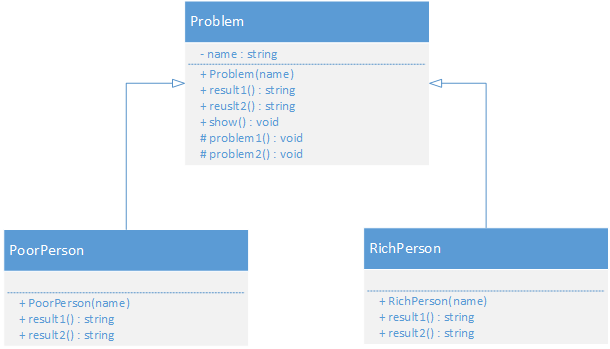 Problem
- name : string
+ Problem(name)
+ result1() : string
+ reuslt2() : string
+ show() : void
# problem1() : void
# problem2() : void
PoorPerson
+ PoorPerson(name)
+ result1() : string
+ result2() : string
RichPerson
+ RichPerson(name)
+ result1() : string
+ result2() : string